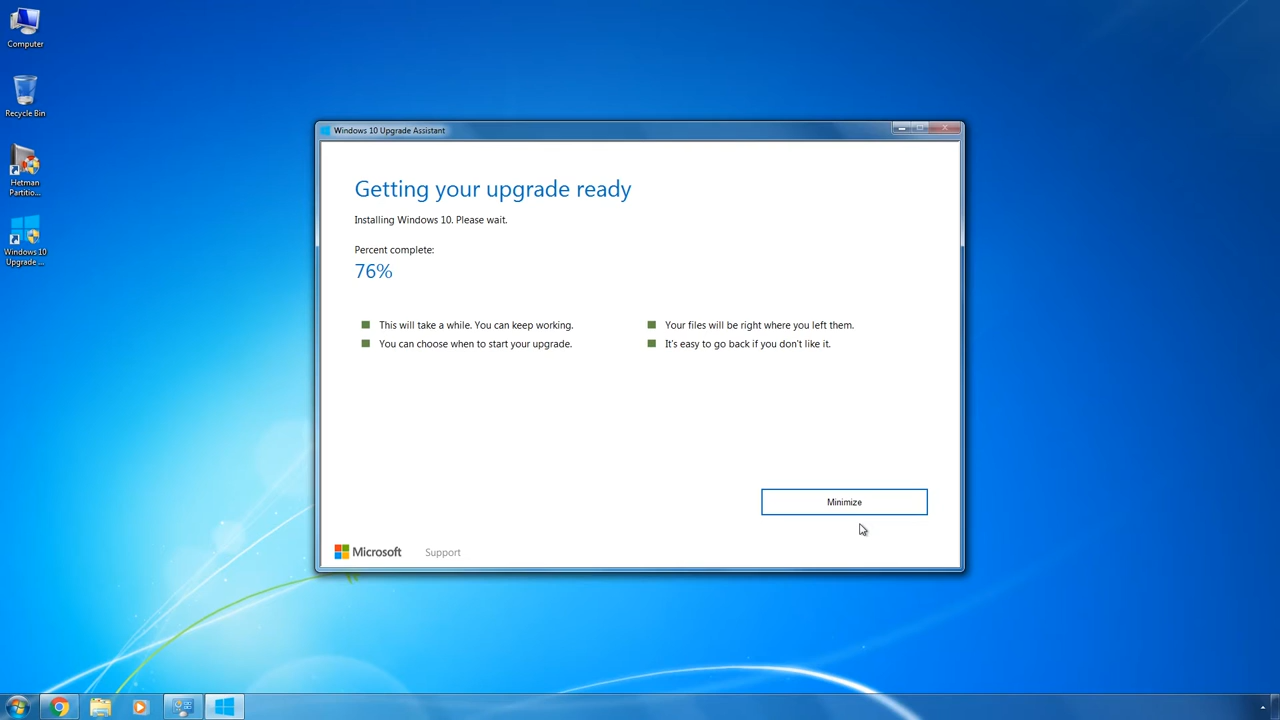 Computer
Recycle Bin
Hetman
Partitio...
Windows 10
Upgrade ...
Windows 10 Upgrade Assistant
Getting your upgrade ready
Installing Windows 10. Please wait.
Percent complete:
76%
This will take a while. You can keep working.
You can choose when to start your upgrade.
Your files will be right where you left them.
It's easy to go back if you don't like it.
Minimize
Microsoft
Support